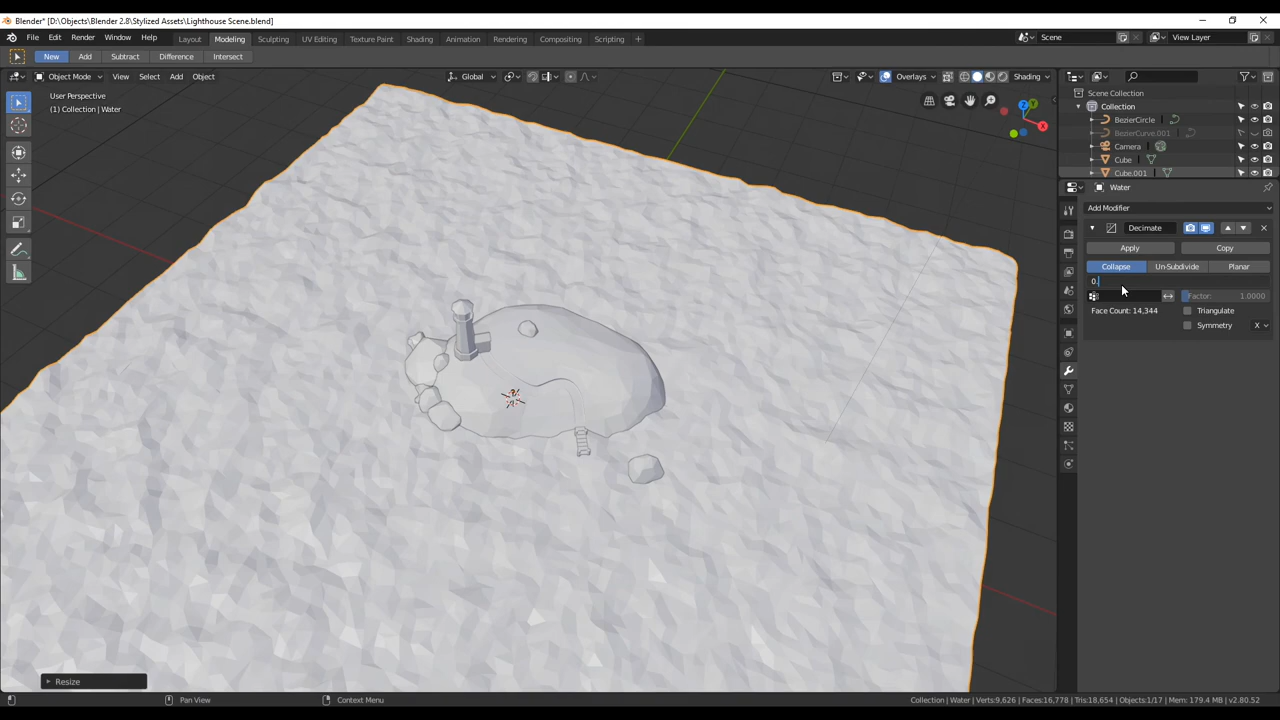 Blender* [D:\Objects\Blender 2.8\Stylized Assets\Lighthouse Scene.blend]
File Edit Render Window Help Layout Modeling Sculpting UV Editing Texture Paint Shading Animation Rendering Compositing Scripting + Scene View Layer
New Add Subtract Difference Intersect
Object Mode View Select Add Object Global Overlays Shading
User Perspective
(1) Collection | Water
Z Y X
Scene Collection
Collection
BezierCircle
BezierCurve.001
Camera
Cube
Cube.001
Water
Add Modifier
Decimate
Apply Copy
Collapse Un-Subdivide Planar
0.
Factor: 1.0000
Face Count: 14,344 Triangulate
Symmetry X
Resize
Pan View Context Menu Collection | Water | Verts:9,626 | Faces:16,778 | Tris:18,654 | Objects:1/17 | Mem: 179.4 MB | v2.80.52